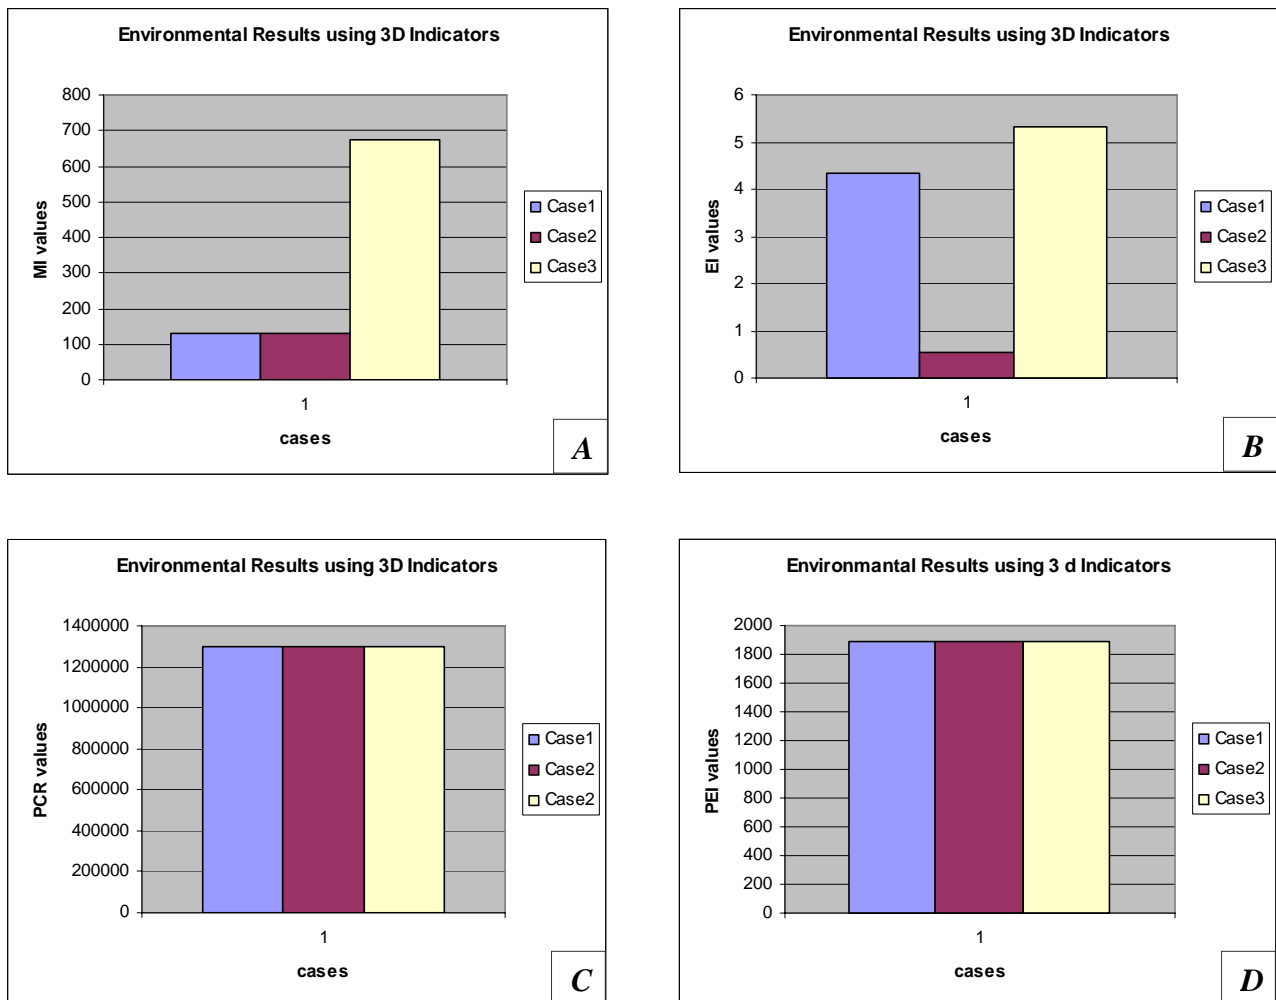 Environmental Results using 3D Indicators
800
700
600
500
400
300
200
100
0
MI values
1
cases
Case1
Case2
Case3
A
Environmental Results using 3D Indicators
6
5
4
3
2
1
0
EI values
1
cases
Case1
Case2
Case3
B
Environmental Results using 3D Indicators
1400000
1200000
1000000
800000
600000
400000
200000
0
PCR values
1
cases
Case1
Case2
Case2
C
Environmantal Results using 3 d Indicators
2000
1800
1600
1400
1200
1000
800
600
400
200
0
PEI values
1
cases
Case1
Case2
Case3
D